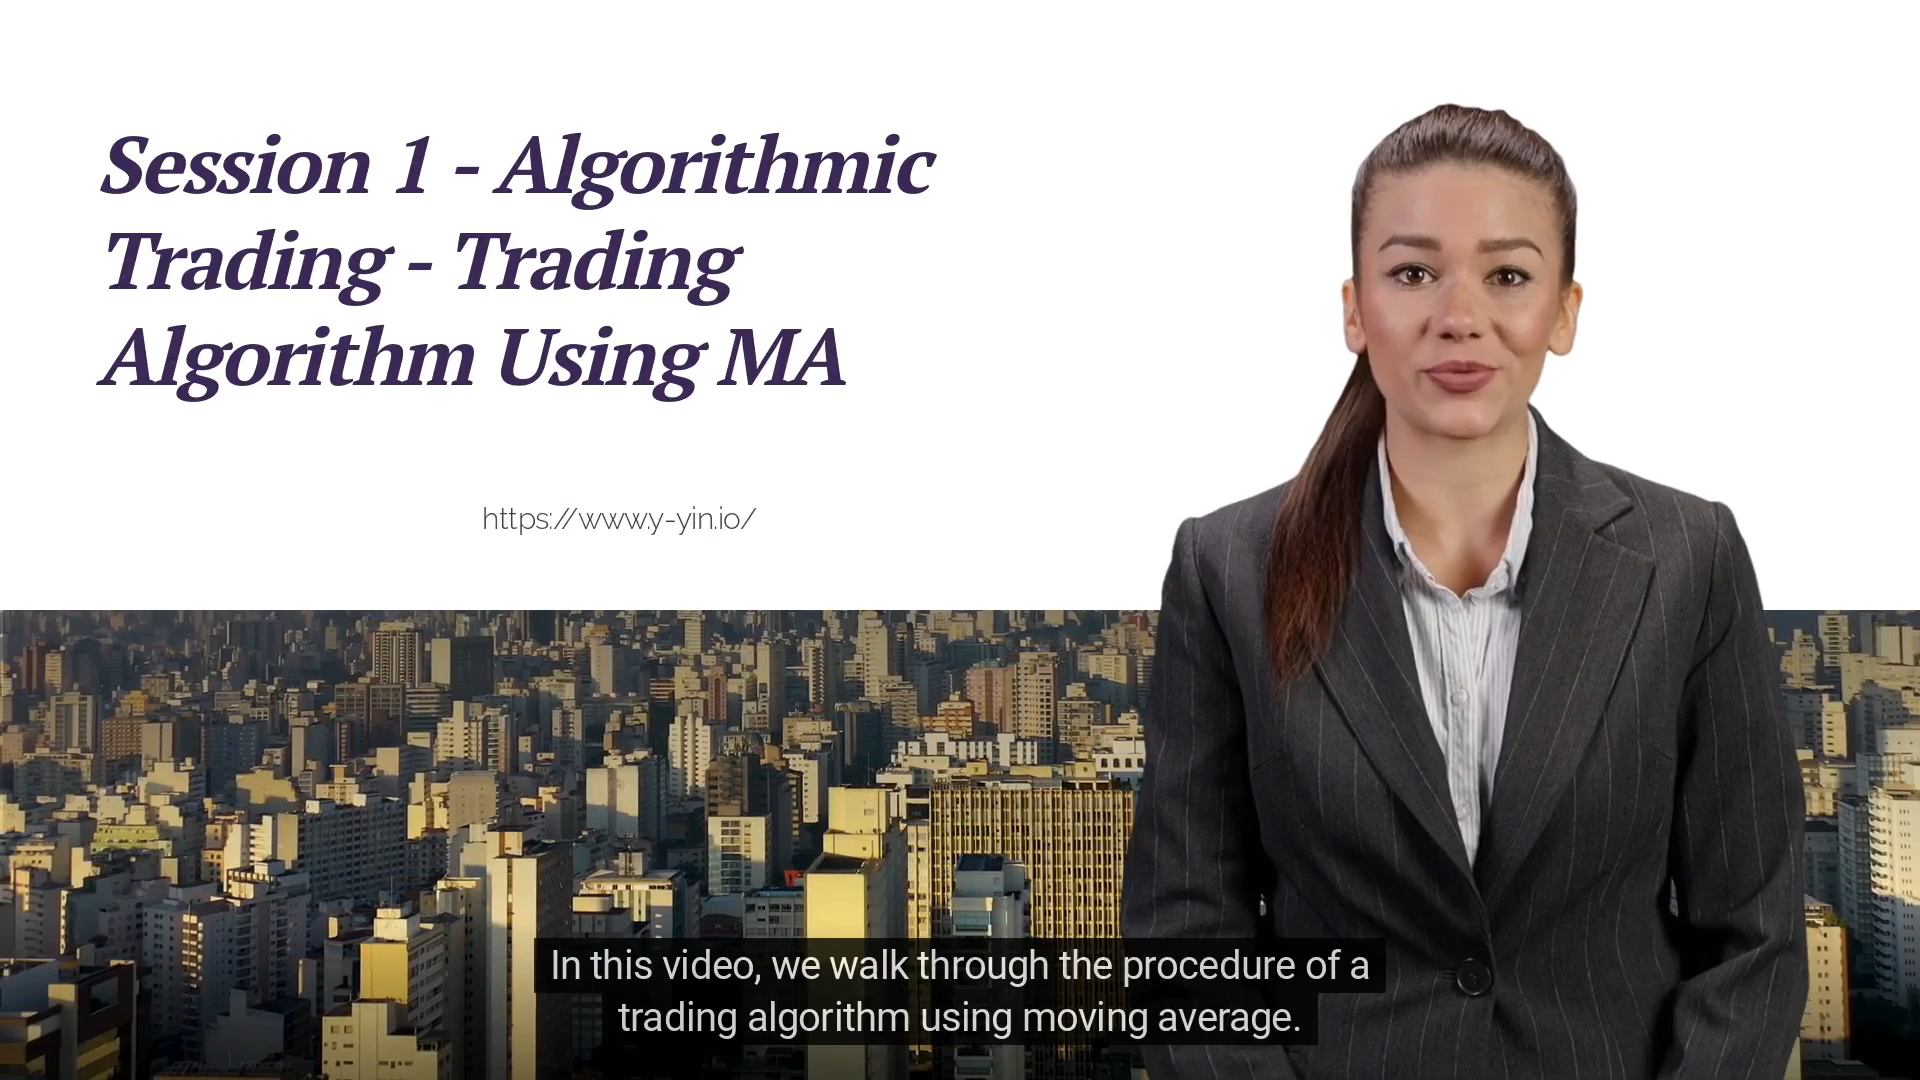 Session 1 - Algorithmic
Trading - Trading
Algorithm Using MA
https://www.y-yin.io/
In this video, we walk through the procedure of a
trading algorithm using moving average.